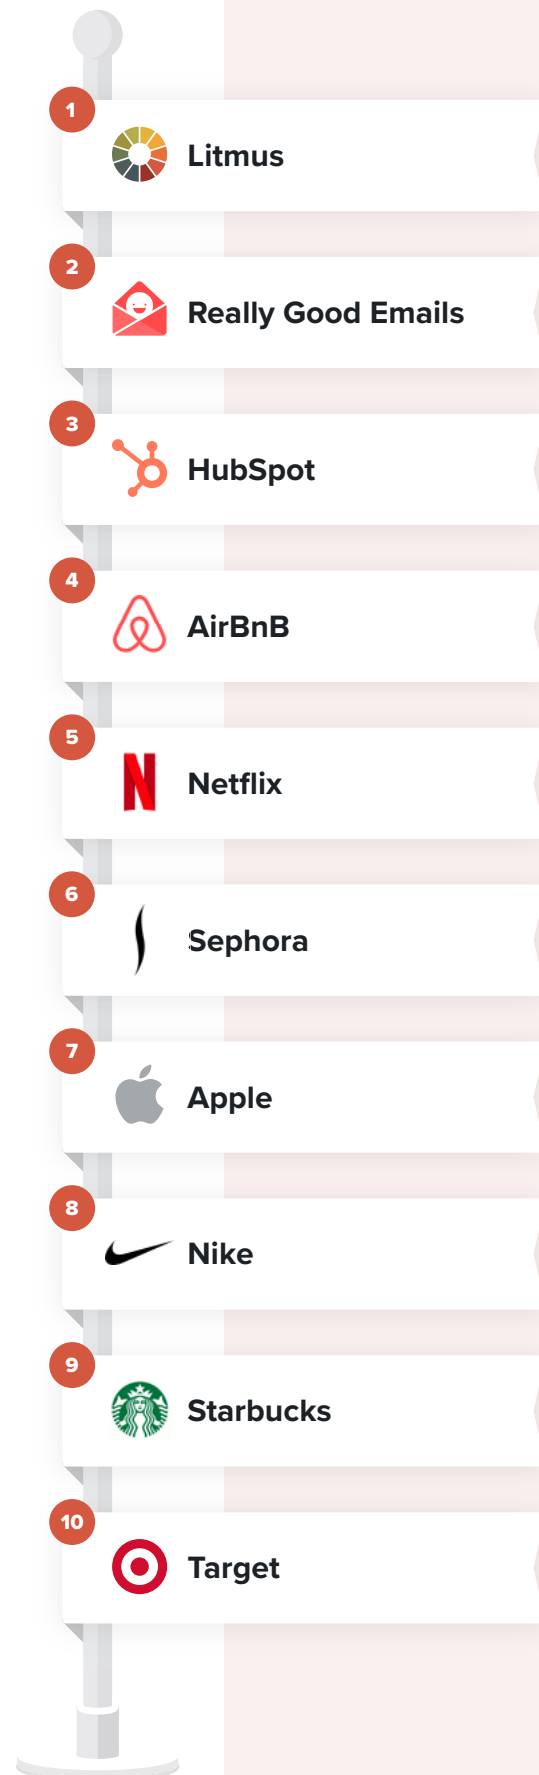 1
Litmus
2
Really Good Emails
3
HubSpot
4
AirBnB
5
Netflix
6
Sephora
7
Apple
8
Nike
9
Starbucks
10
Target